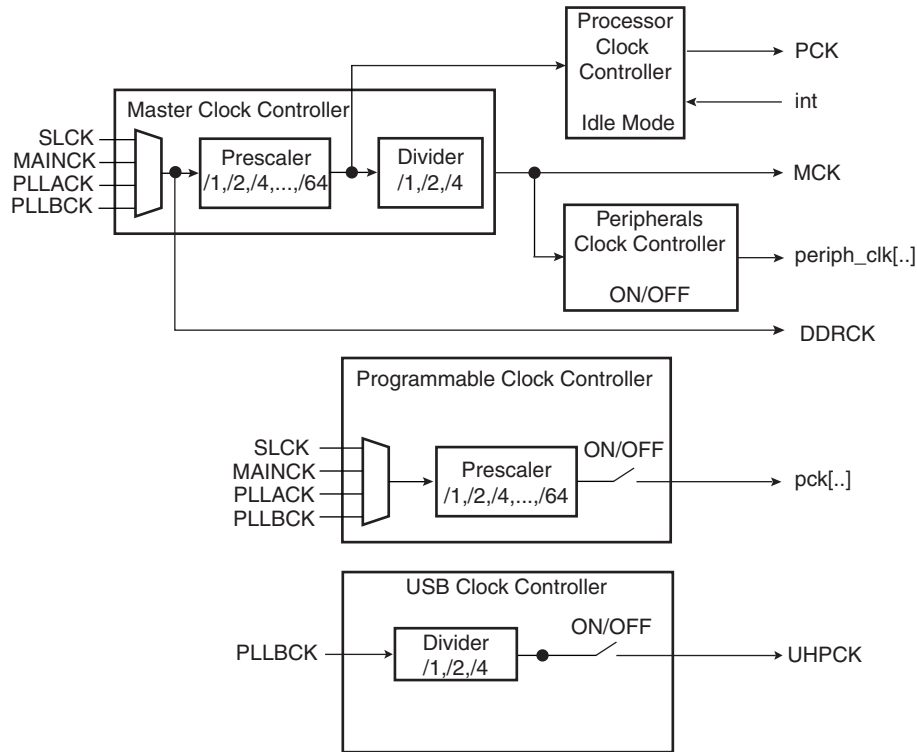 Processor
Clock
Controller
Idle Mode
PCK
int
Master Clock Controller
SLCK
MAINCK
PLLACK
PLLBCK
Prescaler
/1,/2,/4,...,/64
Divider
/1,/2,/4
MCK
Peripherals
Clock Controller
ON/OFF
periph_clk[..]
DDRCK
Programmable Clock Controller
SLCK
MAINCK
PLLACK
PLLBCK
Prescaler
/1,/2,/4,...,/64
ON/OFF
pck[..]
USB Clock Controller
PLLBCK
Divider
/1,/2,/4
ON/OFF
UHPCK